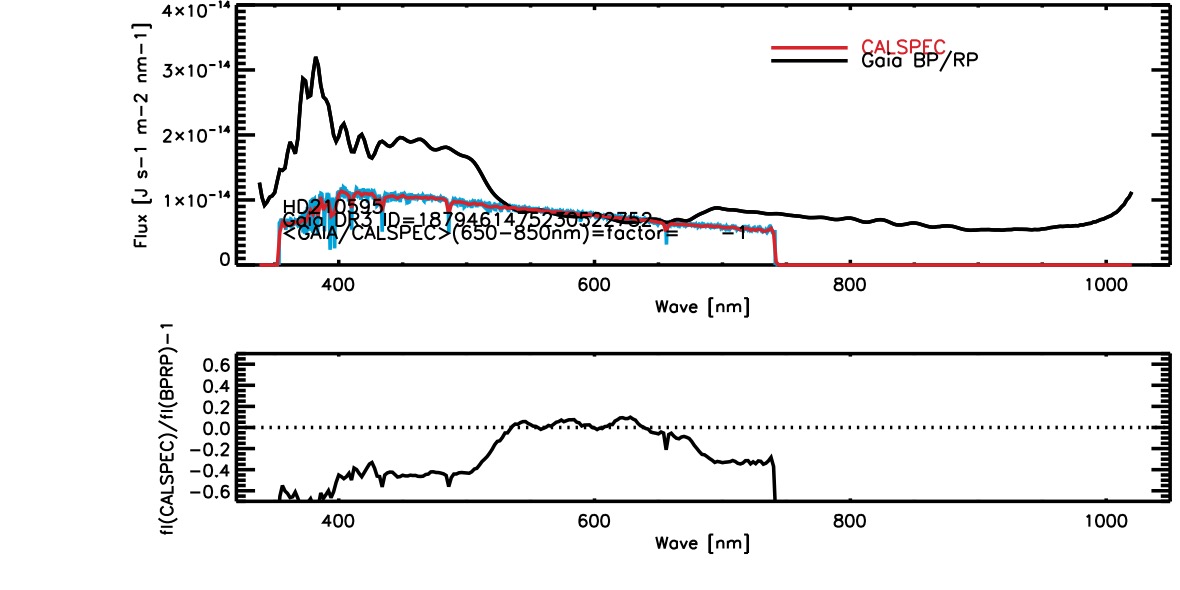 4×10−14
3×10−14
2×10−14
1×10−14
0
Flux [J s−1 m−2 nm−1]
CALSPEC
Gaia BP/RP
HD210595
Gaia DR3 ID=1879461475230522752
<GAIA/CALSPEC>(650−850nm)=factor= −1
400 600 800 1000
Wave [nm]
fl(CALSPEC)/fl(BPRP)−1
0.6
0.4
0.2
0.0
−0.2
−0.4
−0.6
400 600 800 1000
Wave [nm]